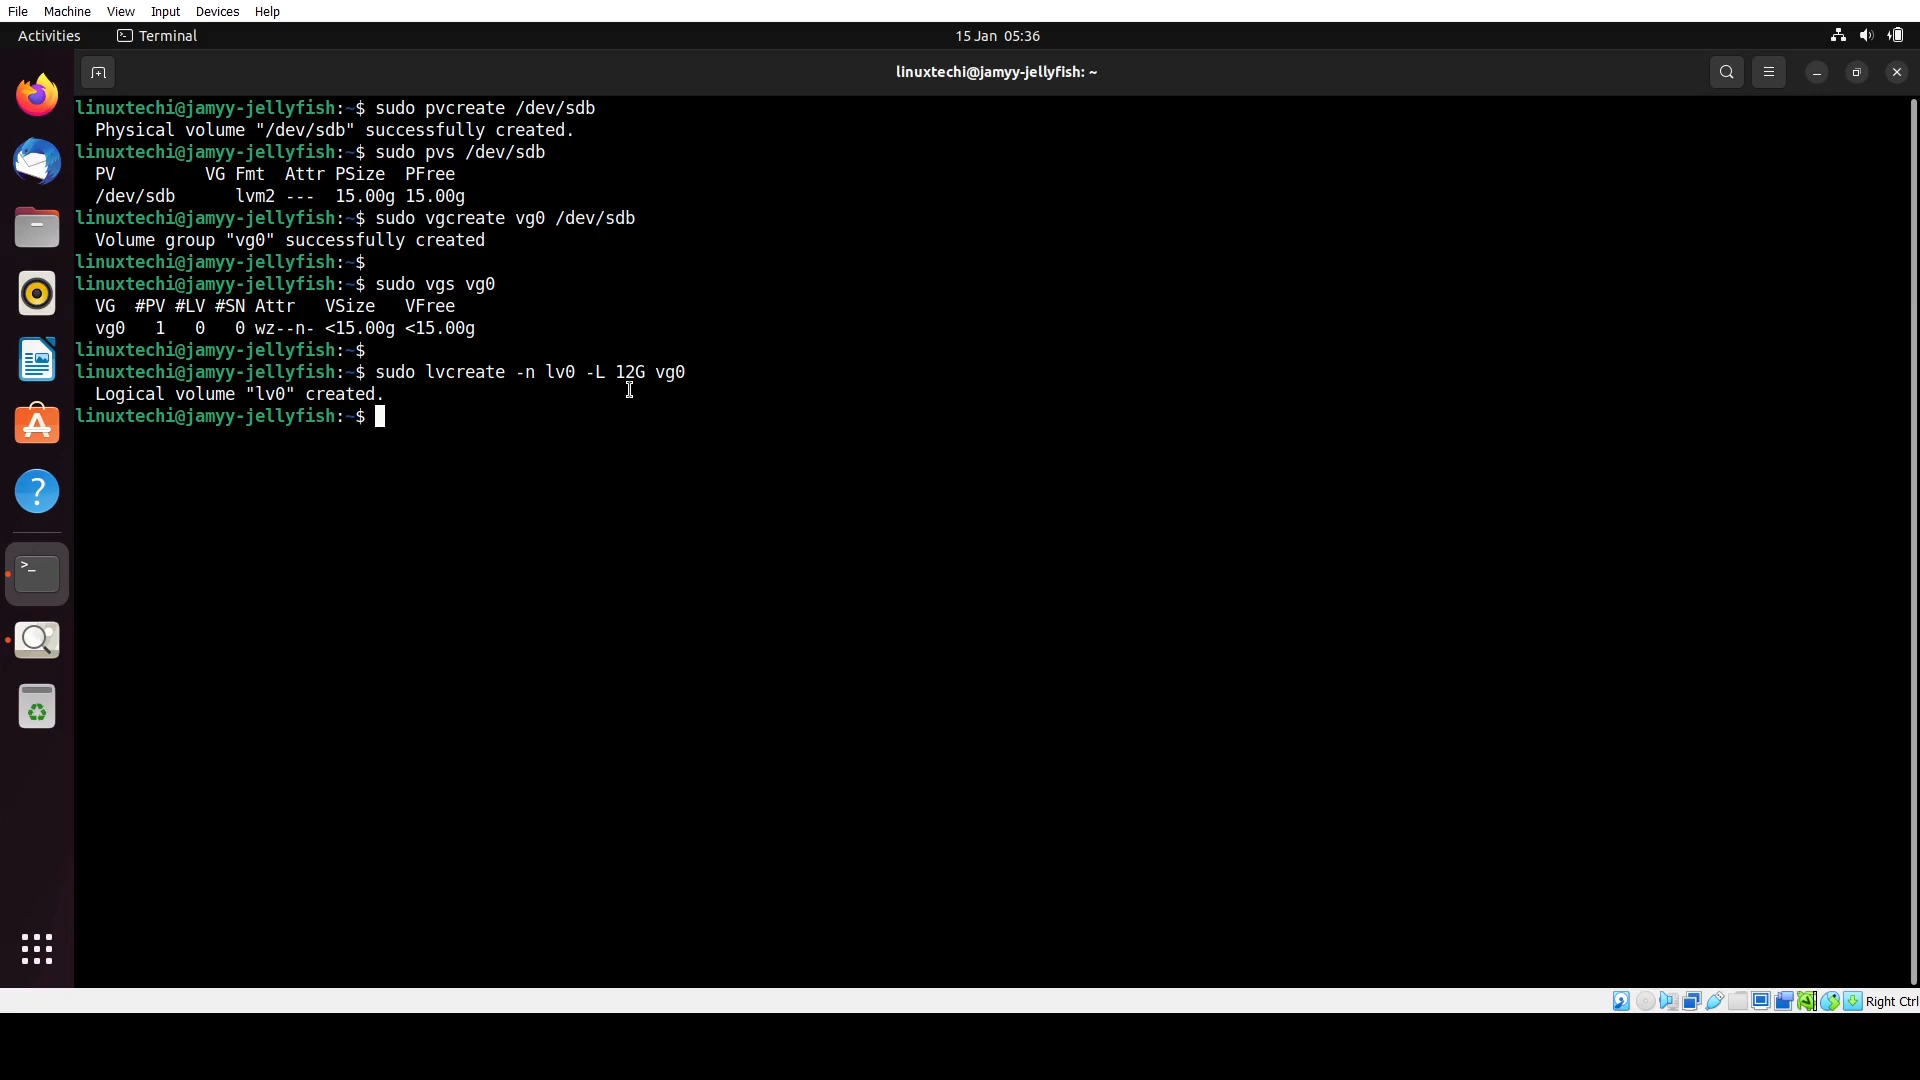 File Machine View Input Devices Help
Activities Terminal 15 Jan 05:36
linuxtechi@jamyy-jellyfish: ~
linuxtechi@jamyy-jellyfish:~$ sudo pvcreate /dev/sdb
  Physical volume "/dev/sdb" successfully created.
linuxtechi@jamyy-jellyfish:~$ sudo pvs /dev/sdb
  PV         VG Fmt  Attr PSize  PFree
  /dev/sdb      lvm2 ---  15.00g 15.00g
linuxtechi@jamyy-jellyfish:~$ sudo vgcreate vg0 /dev/sdb
  Volume group "vg0" successfully created
linuxtechi@jamyy-jellyfish:~$
linuxtechi@jamyy-jellyfish:~$ sudo vgs vg0
  VG  #PV #LV #SN Attr   VSize   VFree
  vg0   1   0   0 wz--n- <15.00g <15.00g
linuxtechi@jamyy-jellyfish:~$
linuxtechi@jamyy-jellyfish:~$ sudo lvcreate -n lv0 -L 12G vg0
  Logical volume "lv0" created.
linuxtechi@jamyy-jellyfish:~$
Right Ctrl